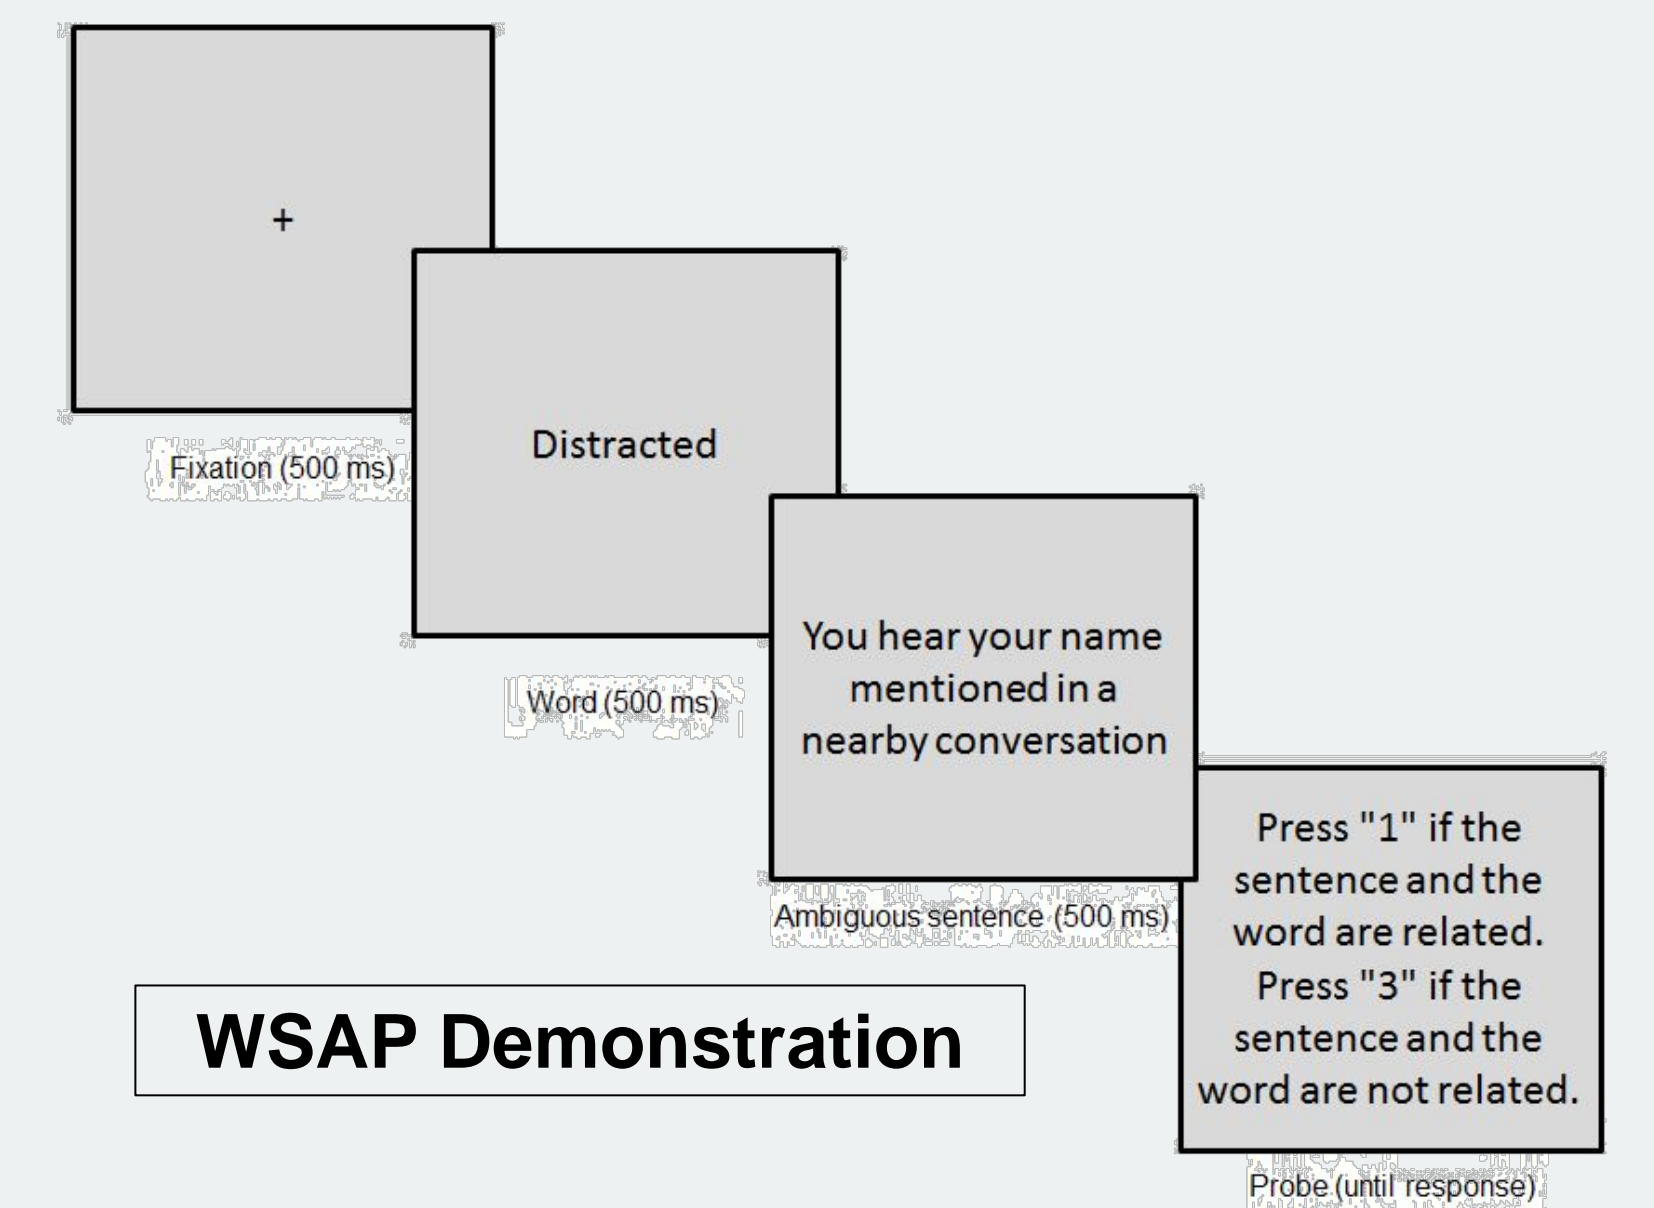 +
Fixation (500 ms)
Distracted
Word (500 ms)
You hear your name
mentioned in a
nearby conversation
Ambiguous sentence (500 ms)
Press "1" if the
sentence and the
word are related.
Press "3" if the
sentence and the
word are not related.
Probe (until response)
WSAP Demonstration